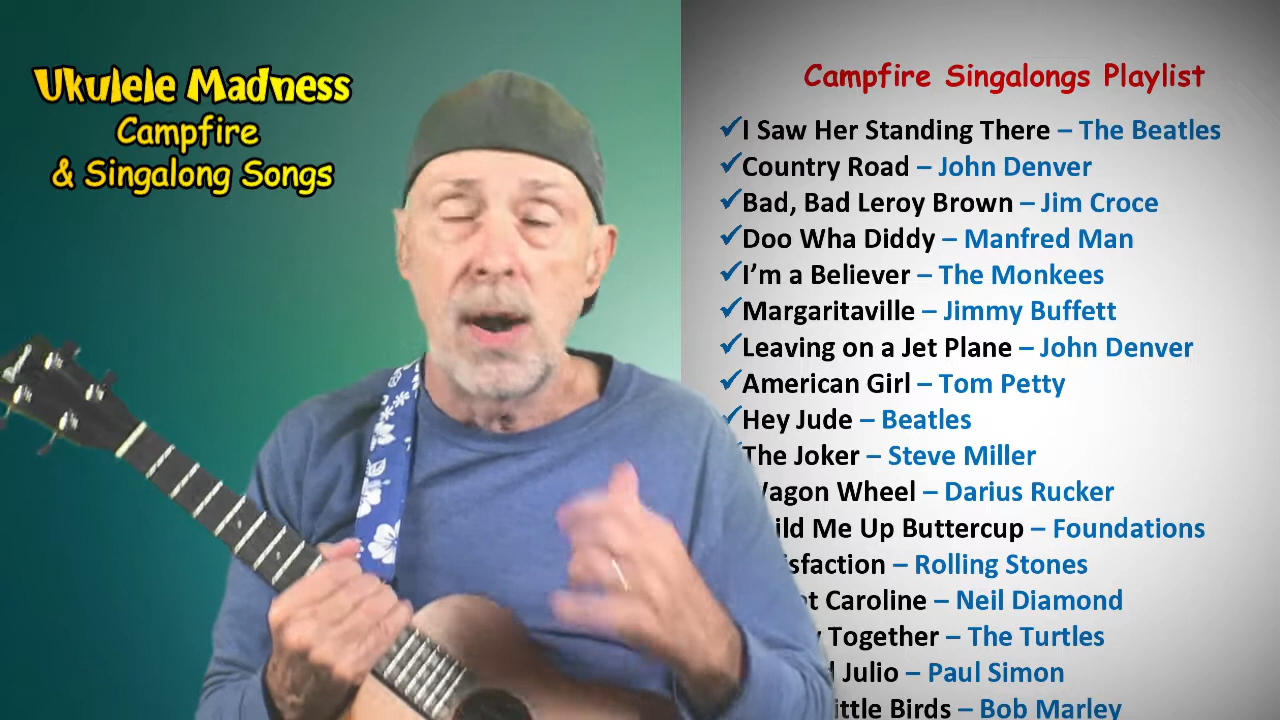 Ukulele Madness
Campfire
& Singalong Songs
Campfire Singalongs Playlist
I Saw Her Standing There – The Beatles
Country Road – John Denver
Bad, Bad Leroy Brown – Jim Croce
Doo Wha Diddy – Manfred Man
I’m a Believer – The Monkees
Margaritaville – Jimmy Buffett
Leaving on a Jet Plane – John Denver
American Girl – Tom Petty
Hey Jude – Beatles
The Joker – Steve Miller
Wagon Wheel – Darius Rucker
Me Up Buttercup – Foundations
– Rolling Stones
Caroline – Neil Diamond
Together – The Turtles
Julio – Paul Simon
Birds – Bob Marley